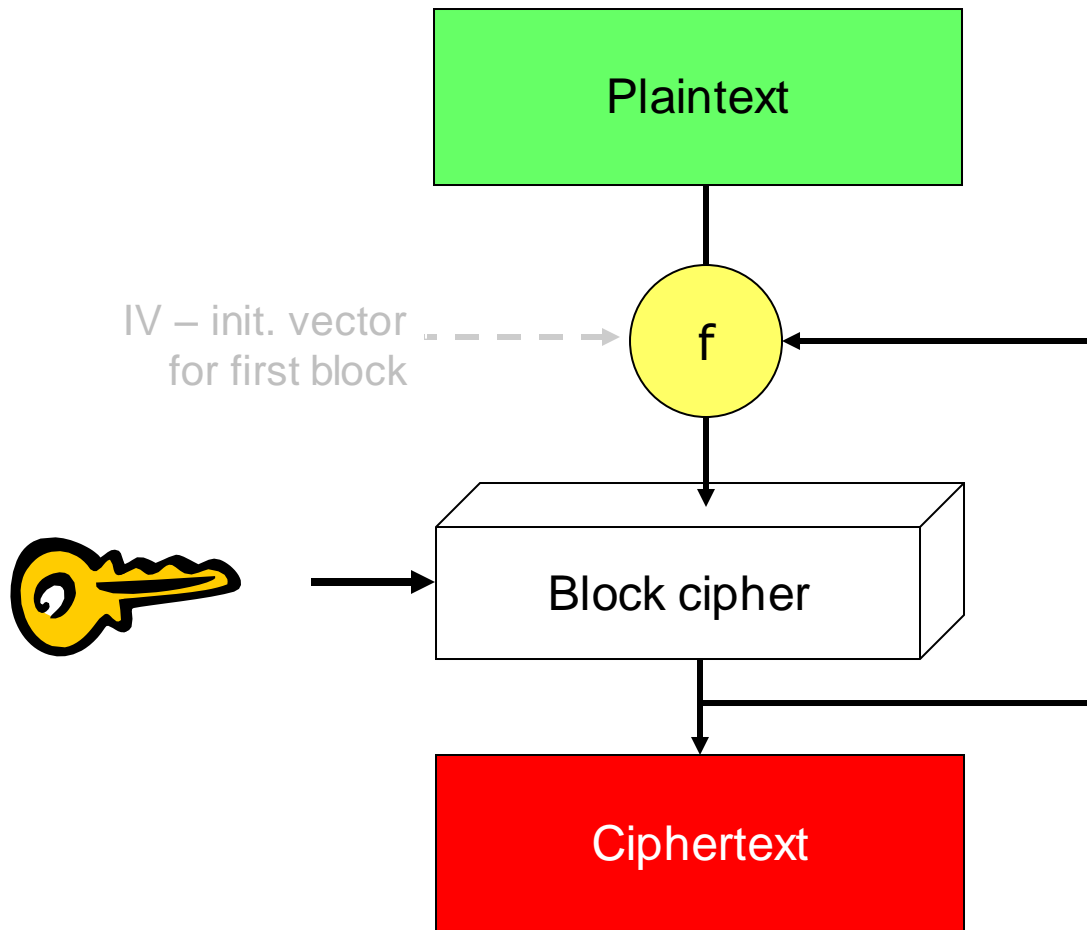 Plaintext
IV – init. vector
for first block
f
Block cipher
Ciphertext